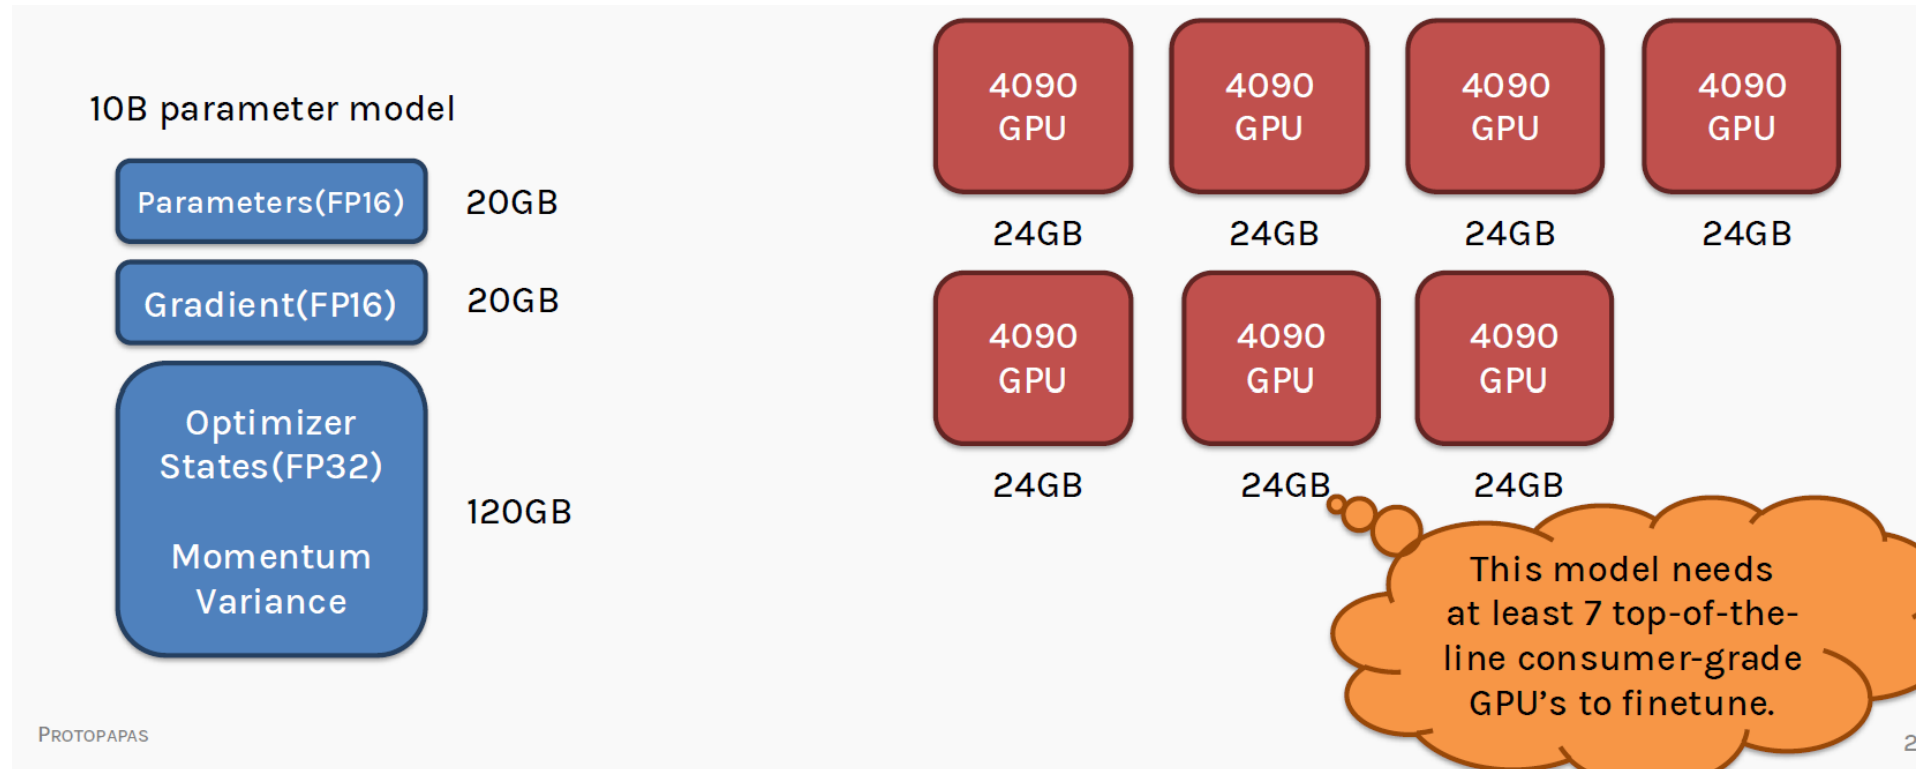 10B parameter model
Parameters(FP16)
20GB
Gradient(FP16)
20GB
Optimizer
States(FP32)
Momentum
Variance
120GB
4090
GPU
24GB
4090
GPU
24GB
4090
GPU
24GB
4090
GPU
24GB
4090
GPU
24GB
4090
GPU
24GB
4090
GPU
24GB
This model needs
at least 7 top-of-the-
line consumer-grade
GPU's to finetune.
PROTOPAPAS
2